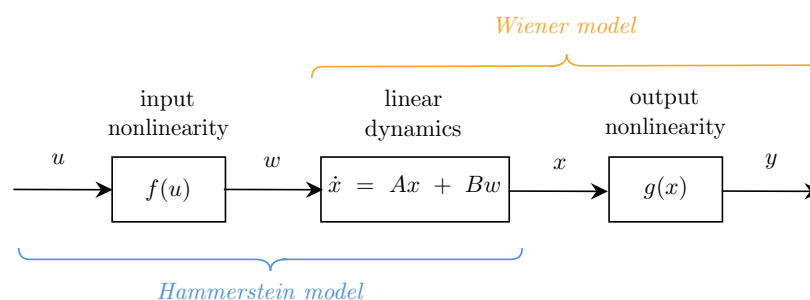 Wiener model
input
nonlinearity
linear
dynamics
output
nonlinearity
u
f(u)
w
ẋ = Ax + Bw
x
g(x)
y
Hammerstein model